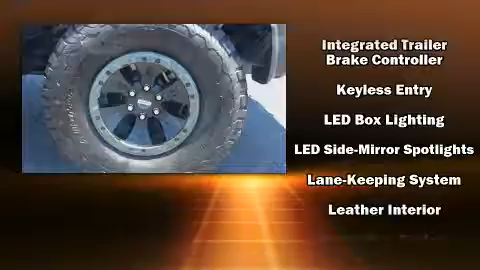 Integrated Trailer
Brake Controller
Keyless Entry
LED Box Lighting
LED Side-Mirror Spotlights
Lane-Keeping System
Leather Interior